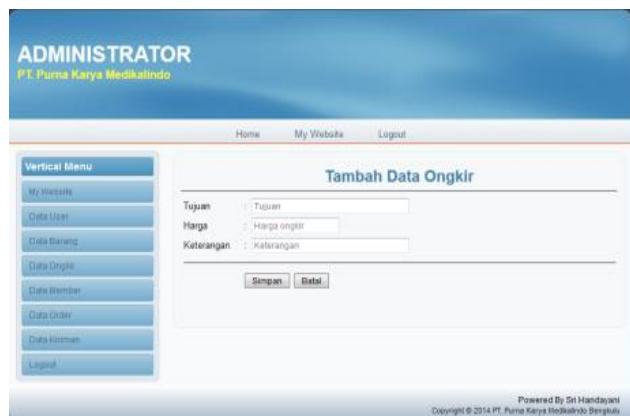 ADMINISTRATOR
PT. Purna Karya Medikalindo
Home My Website Logout
Vertical Menu
My Website
Data User
Data Barang
Data Ongkir
Data Member
Data Order
Data Kiriman
Logout
Tambah Data Ongkir
Tujuan : Tujuan
Harga : Harga ongkir
Keterangan : Keterangan
Simpan Batal
Powered By Sri Handayani
Copyright © 2014 PT. Purna Karya Medikalindo Bengkulu